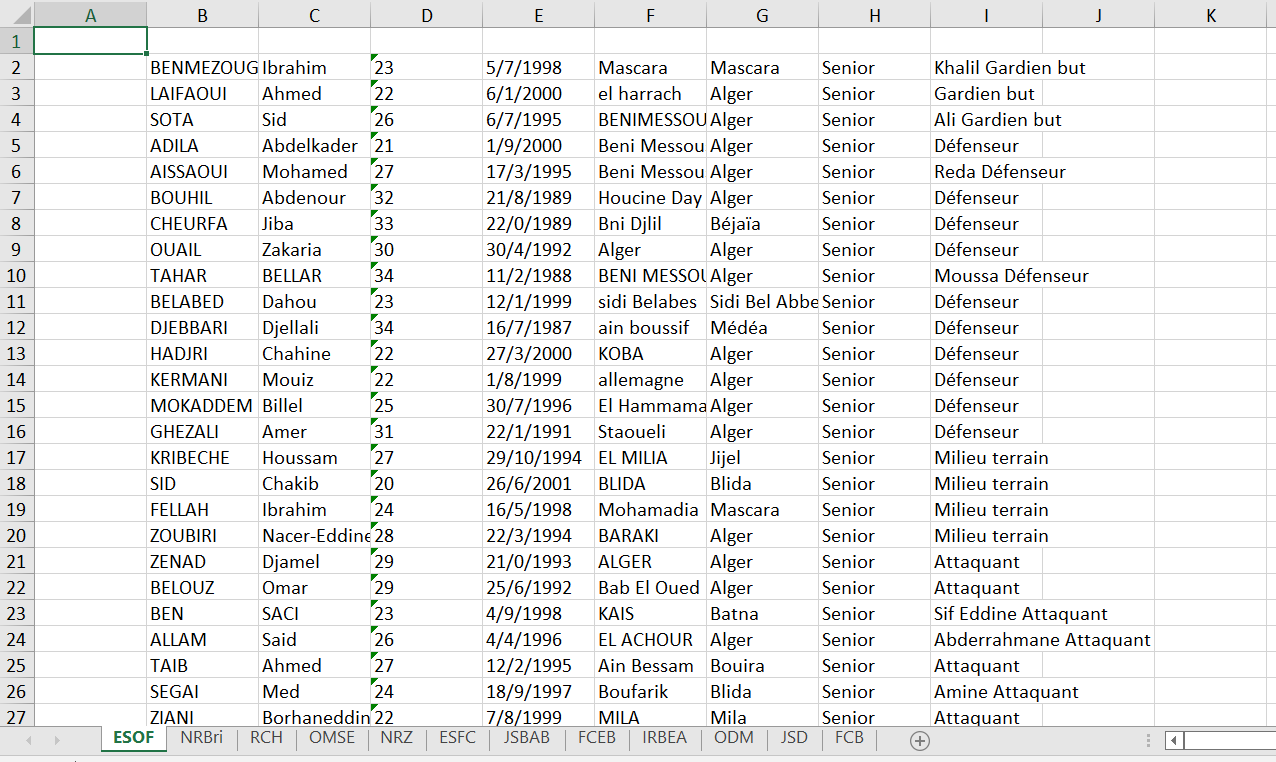 A B C D E F G H I J K
1
2 BENMEZOUG Ibrahim 23 5/7/1998 Mascara Mascara Senior Khalil Gardien but
3 LAIFAOUI Ahmed 22 6/1/2000 el harrach Alger Senior Gardien but
4 SOTA Sid 26 6/7/1995 BENIMESSOU Alger Senior Ali Gardien but
5 ADILA Abdelkader 21 1/9/2000 Beni Messou Alger Senior Défenseur
6 AISSAOUI Mohamed 27 17/3/1995 Beni Messou Alger Senior Reda Défenseur
7 BOUHIL Abdenour 32 21/8/1989 Houcine Day Alger Senior Défenseur
8 CHEURFA Jiba 33 22/0/1989 Bni Djlil Béjaïa Senior Défenseur
9 OUAIL Zakaria 30 30/4/1992 Alger Alger Senior Défenseur
10 TAHAR BELLAR 34 11/2/1988 BENI MESSOU Alger Senior Moussa Défenseur
11 BELABED Dahou 23 12/1/1999 sidi Belabes Sidi Bel Abbe Senior Défenseur
12 DJEBBARI Djellali 34 16/7/1987 ain boussif Médéa Senior Défenseur
13 HADJRI Chahine 22 27/3/2000 KOBA Alger Senior Défenseur
14 KERMANI Mouiz 22 1/8/1999 allemagne Alger Senior Défenseur
15 MOKADDEM Billel 25 30/7/1996 El Hammama Alger Senior Défenseur
16 GHEZALI Amer 31 22/1/1991 Staoueli Alger Senior Défenseur
17 KRIBECHE Houssam 27 29/10/1994 EL MILIA Jijel Senior Milieu terrain
18 SID Chakib 20 26/6/2001 BLIDA Blida Senior Milieu terrain
19 FELLAH Ibrahim 24 16/5/1998 Mohamadia Mascara Senior Milieu terrain
20 ZOUBIRI Nacer-Eddine 28 22/3/1994 BARAKI Alger Senior Milieu terrain
21 ZENAD Djamel 29 21/0/1993 ALGER Alger Senior Attaquant
22 BELOUZ Omar 29 25/6/1992 Bab El Oued Alger Senior Attaquant
23 BEN SACI 23 4/9/1998 KAIS Batna Senior Sif Eddine Attaquant
24 ALLAM Said 26 4/4/1996 EL ACHOUR Alger Senior Abderrahmane Attaquant
25 TAIB Ahmed 27 12/2/1995 Ain Bessam Bouira Senior Attaquant
26 SEGAI Med 24 18/9/1997 Boufarik Blida Senior Amine Attaquant
27 ZIANI Borhaneddin 22 7/8/1999 MILA Mila Senior Attaquant
ESOF NRBri RCH OMSE NRZ ESFC JSBAB FCEB IRBEA ODM JSD FCB